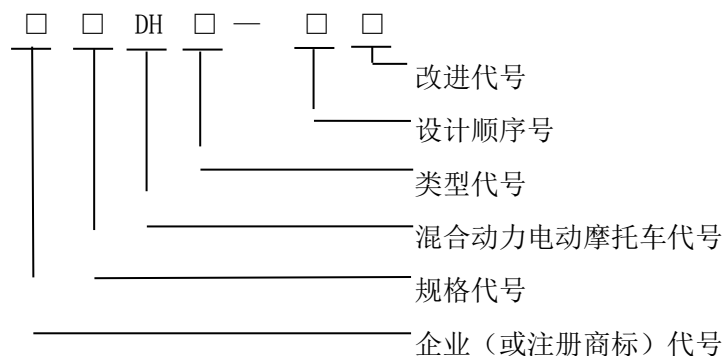 □ □ DH □ — □ □
改进代号
设计顺序号
类型代号
混合动力电动摩托车代号
规格代号
企业（或注册商标）代号